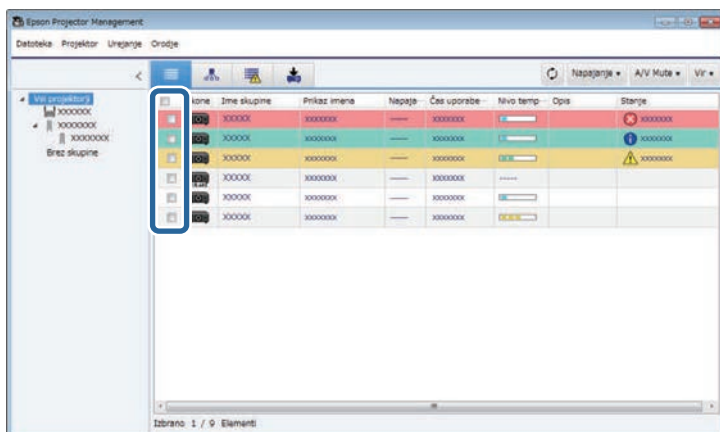 Epson Projector Management
Datoteka Projektor Urejanje Orodje
Napajanje A/V Mute Vir
Vsi projektorji
XXXXXX
XXXXXXX
XXXXXXX
Brez skupine
kone Ime skupine Prikaz imena Napaja Čas uporabe Nivo temp Opis Stanje
XXXXX XXXXXXX ---- XXXXXXX XXXXXXX
XXXXX XXXXXXX ---- XXXXXXX XXXXXXX
XXXXX XXXXXXX ---- XXXXXXX XXXXXXX
XXXXX XXXXXXX ---- XXXXXXX -----
XXXXX XXXXXXX ---- XXXXXXX
XXXXX XXXXXXX ---- XXXXXXX
Izbrano 1 / 9 Elementi